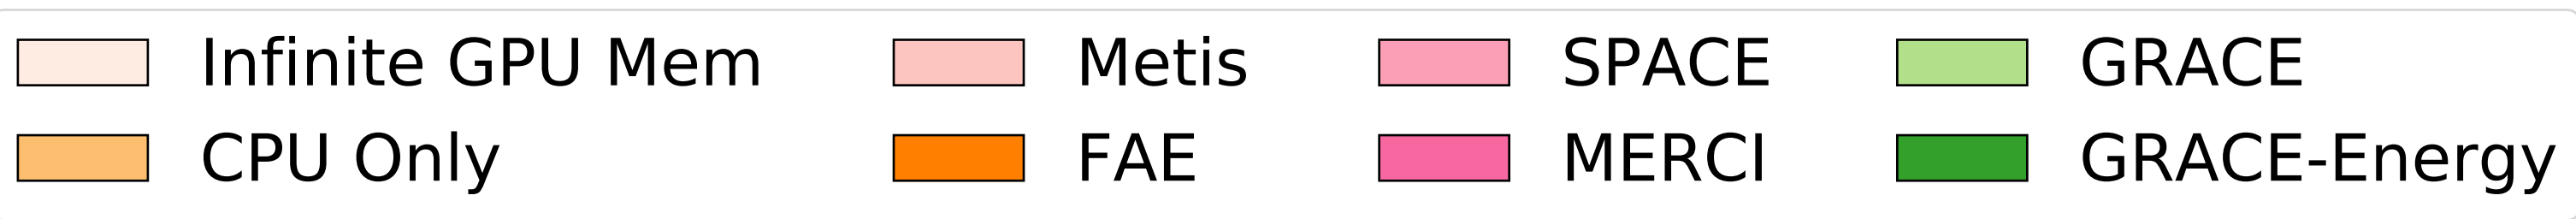 Infinite GPU Mem Metis SPACE GRACE
CPU Only FAE MERCI GRACE-Energy